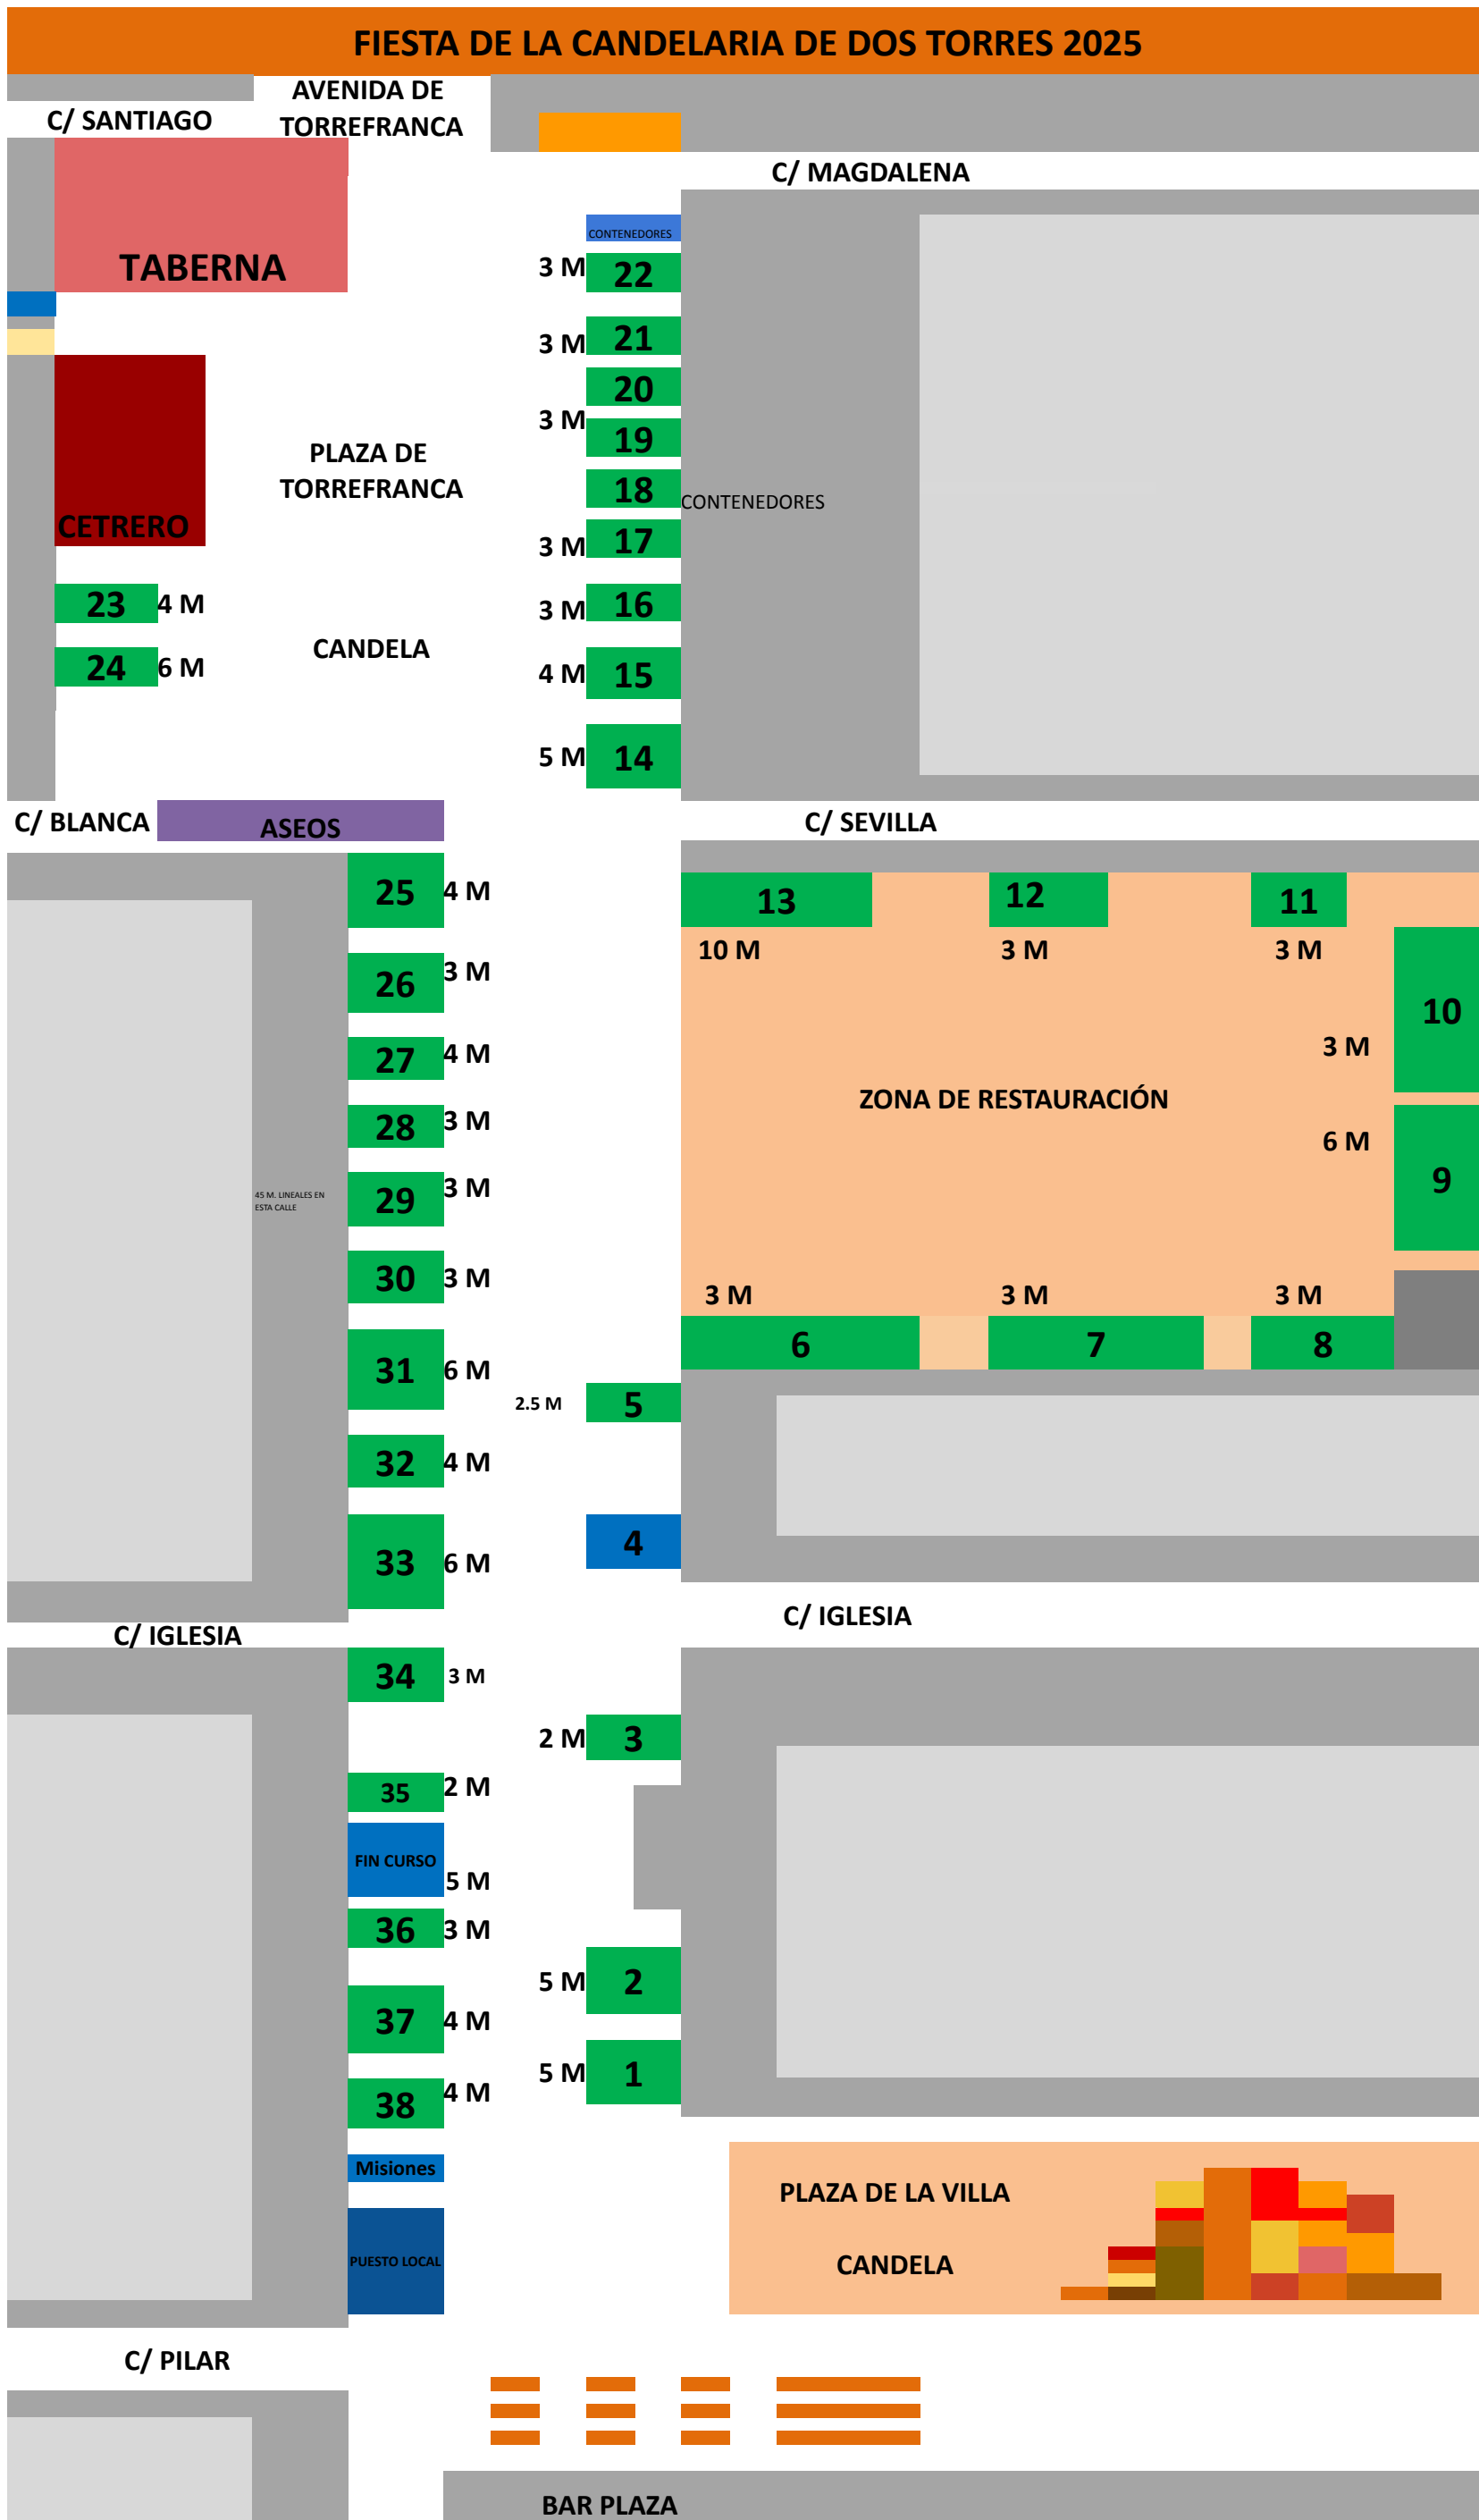 FIESTA DE LA CANDELARIA DE DOS TORRES 2025
AVENIDA DE
TORREFRANCA
C/ SANTIAGO
C/ MAGDALENA
TABERNA
CONTENEDORES
3 M 22
3 M 21
20
3 M
19
PLAZA DE
TORREFRANCA
18
CONTENEDORES
CETRERO
3 M 17
23 4 M
3 M 16
CANDELA
24 6 M
4 M 15
5 M 14
C/ BLANCA
ASEOS
C/ SEVILLA
25 4 M
13
12
11
10 M
3 M
3 M
26 3 M
10
27 4 M
3 M
ZONA DE RESTAURACIÓN
28 3 M
6 M
9
29 3 M
45 M. LINEALES EN
ESTA CALLE
30 3 M
3 M
3 M
3 M
6
7
8
31 6 M
2.5 M 5
32 4 M
4
33 6 M
C/ IGLESIA
C/ IGLESIA
34 3 M
2 M 3
35 2 M
FIN CURSO
5 M
36 3 M
5 M 2
37 4 M
5 M 1
38 4 M
Misiones
PLAZA DE LA VILLA
PUESTO LOCAL
CANDELA
C/ PILAR
BAR PLAZA